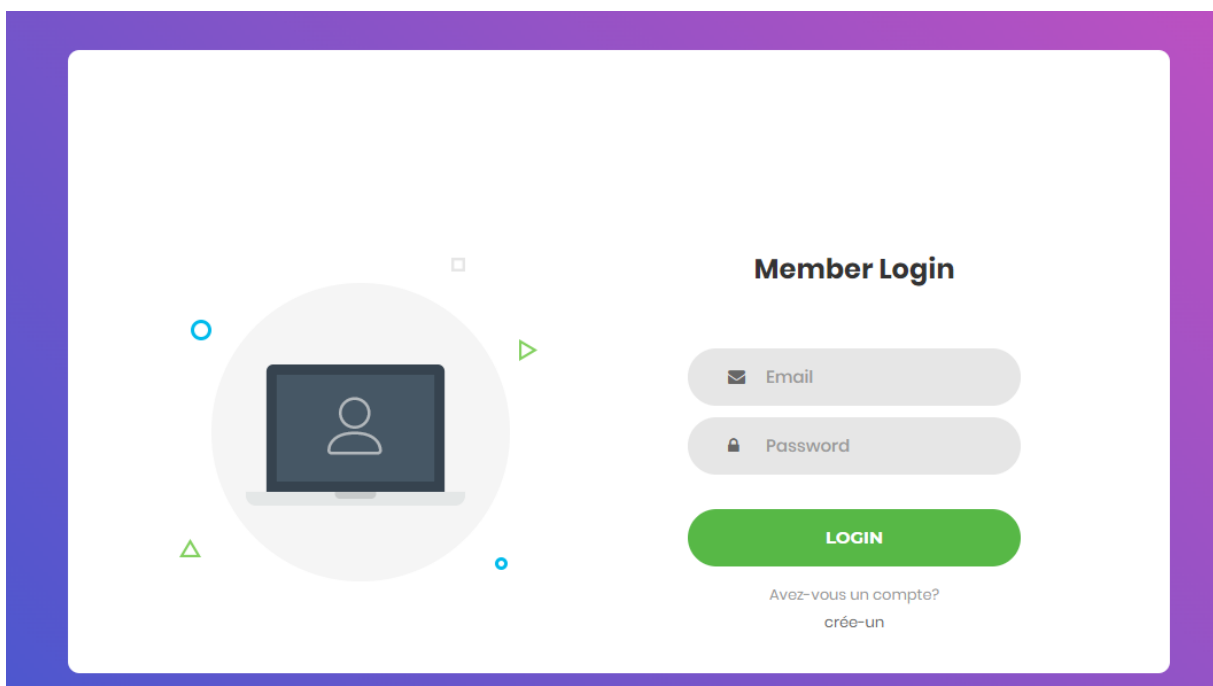 Member Login
Email
Password
LOGIN
Avez-vous un compte?
crée-un